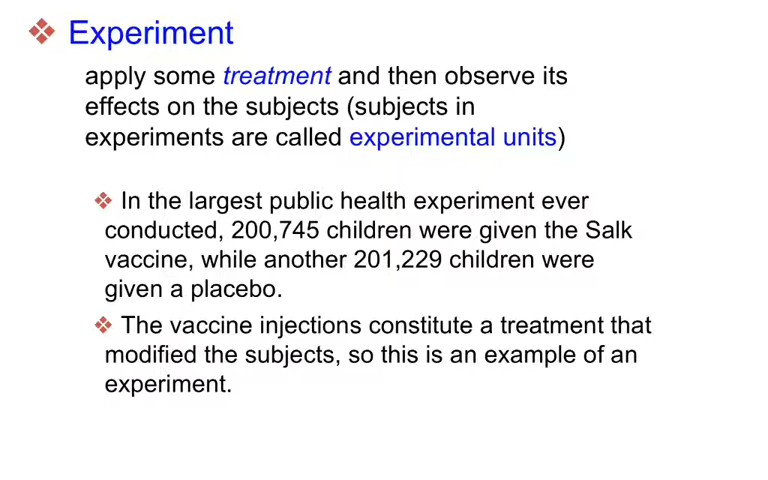 Experiment
apply some treatment and then observe its
effects on the subjects (subjects in
experiments are called experimental units)
In the largest public health experiment ever
conducted, 200,745 children were given the Salk
vaccine, while another 201,229 children were
given a placebo.
The vaccine injections constitute a treatment that
modified the subjects, so this is an example of an
experiment.